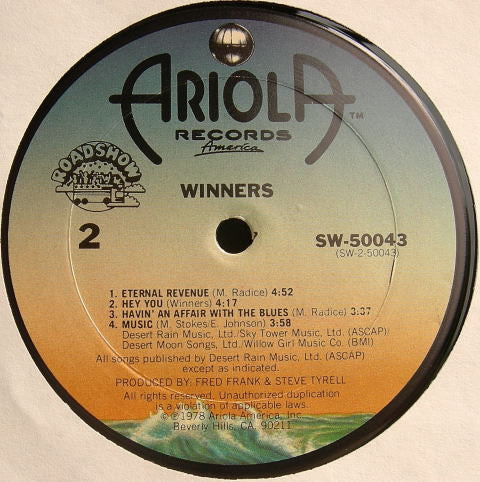 ARIOLA™
RECORDS
America
ROADSHOW
WINNERS
2
SW-50043
(SW-2-50043)
1. ETERNAL REVENUE (M. Radice) 4:52
2. HEY YOU (Winners) 4:17
3. HAVIN' AN AFFAIR WITH THE BLUES (M. Radice) 3:37
4. MUSIC (M. Stokes/E. Johnson) 3:58
Desert Rain Music, Ltd. Sky Tower Music, Ltd. (ASCAP)
Desert Moon Songs, Ltd./Willow Girl Music Co. (BMI)
All songs published by Desert Rain Music, Ltd. (ASCAP)
except as indicated.
PRODUCED BY: FRED FRANK & STEVE TYRELL
All rights reserved. Unauthorized duplication
is a violation of applicable laws.
©℗1978 Ariola America, Inc.
Beverly Hills, CA. 90211